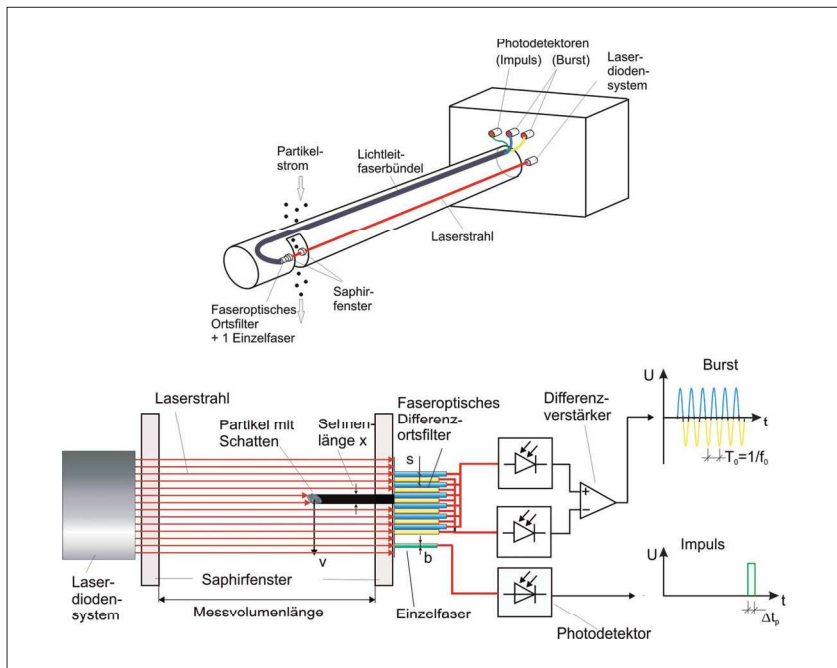 Photodetektoren
(Impuls) (Burst)
Laser-
dioden-
system
Partikel-
strom
Lichtleit-
faserbündel
Laserstrahl
Saphir-
fenster
Faseroptisches
Ortsfilter
+ 1 Einzelfaser
Laserstrahl
Partikel mit
Schatten
Sehnen-
länge x
Faseroptisches
Differenz-
ortsfilter
s
Differenz-
verstärker
Burst
U
t
T₀=1/f₀
+
−
v
b
Laser-
dioden-
system
Saphirfenster
Messvolumenlänge
Einzelfaser
Photodetektor
Impuls
U
t
Δtₚ